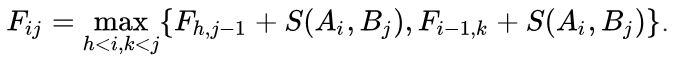 $F_{ij} = \max_{h<i,k<j}\{F_{h,j-1} + S(A_i, B_j), F_{i-1,k} + S(A_i, B_j)\}.$